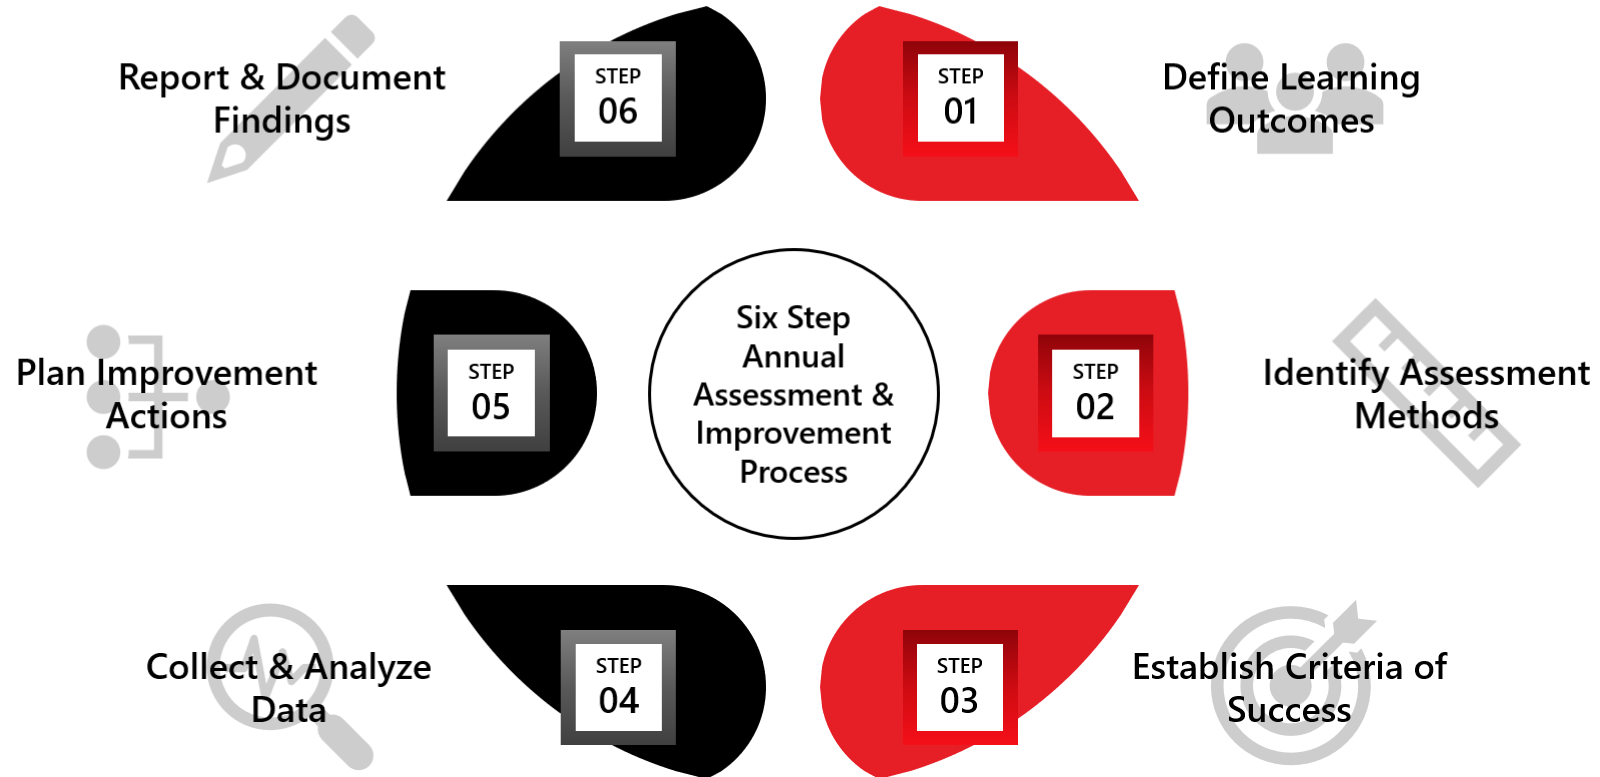 STEP
01
Define Learning
Outcomes
STEP
02
Identify Assessment
Methods
STEP
03
Establish Criteria of
Success
STEP
04
Collect & Analyze
Data
STEP
05
Plan Improvement
Actions
STEP
06
Report & Document
Findings
Six Step
Annual
Assessment &
Improvement
Process